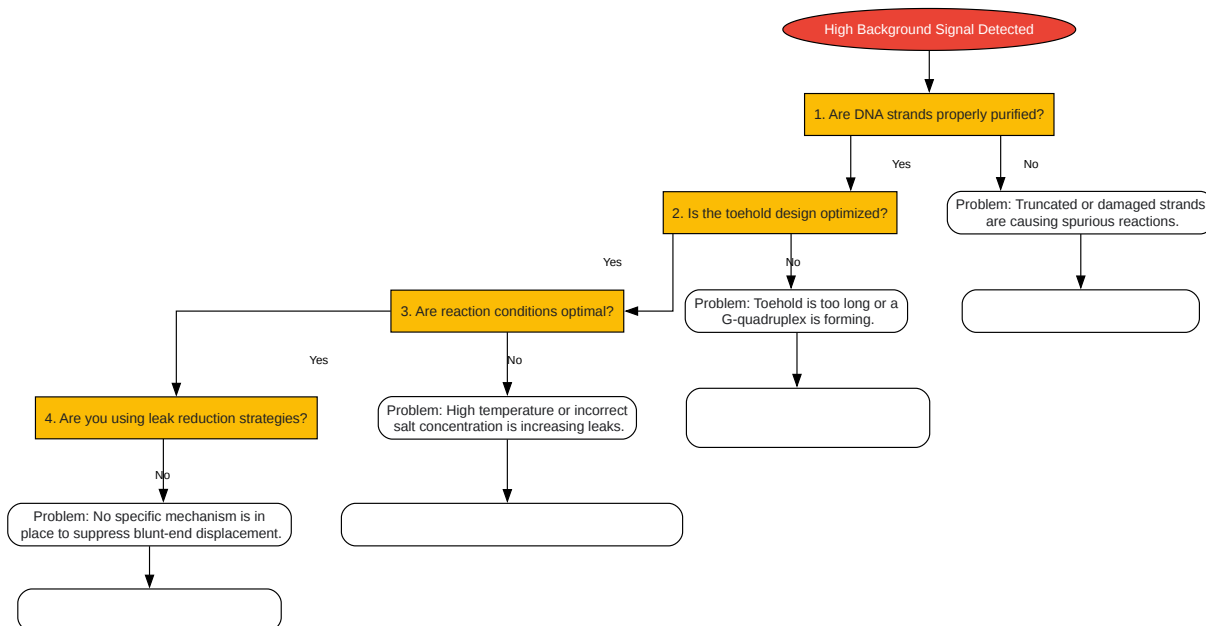 High Background Signal Detected
1. Are DNA strands properly purified?
Yes
No
2. Is the toehold design optimized?
Problem: Truncated or damaged strands
are causing spurious reactions.
Yes
No
3. Are reaction conditions optimal?
Problem: Toehold is too long or a
G-quadruplex is forming.
Yes
No
4. Are you using leak reduction strategies?
Problem: High temperature or incorrect
salt concentration is increasing leaks.
No
Problem: No specific mechanism is in
place to suppress blunt-end displacement.